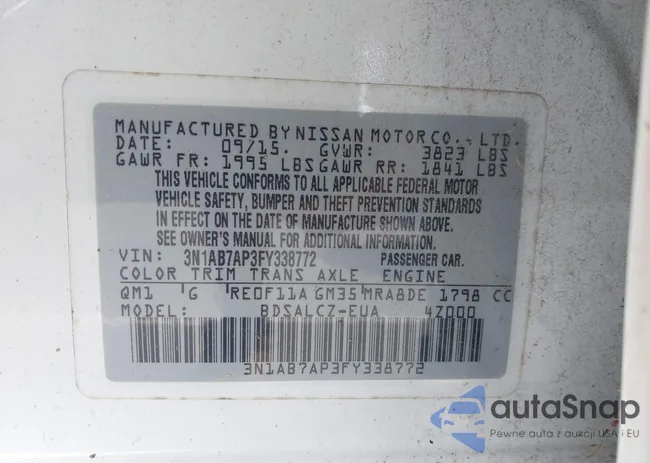 MANUFACTURED BY NISSAN MOTOR CO., LTD.
DATE: 09/15. GVWR: 3823 LBS
GAWR FR: 1995 LBS GAWR RR: 1841 LBS
THIS VEHICLE CONFORMS TO ALL APPLICABLE FEDERAL MOTOR
VEHICLE SAFETY, BUMPER AND THEFT PREVENTION STANDARDS
IN EFFECT ON THE DATE OF MANUFACTURE SHOWN ABOVE.
SEE OWNER'S MANUAL FOR ADDITIONAL INFORMATION.
VIN: 3N1AB7AP3FY338772 PASSENGER CAR.
COLOR TRIM TRANS AXLE ENGINE
QM1 G RE0F11A GM35 MRA8DE 1798 CC
MODEL: BDSALCZ-EUA 4Z000
3N1AB7AP3FY338772
autaSnap
Pewne auta z aukcji USA i EU